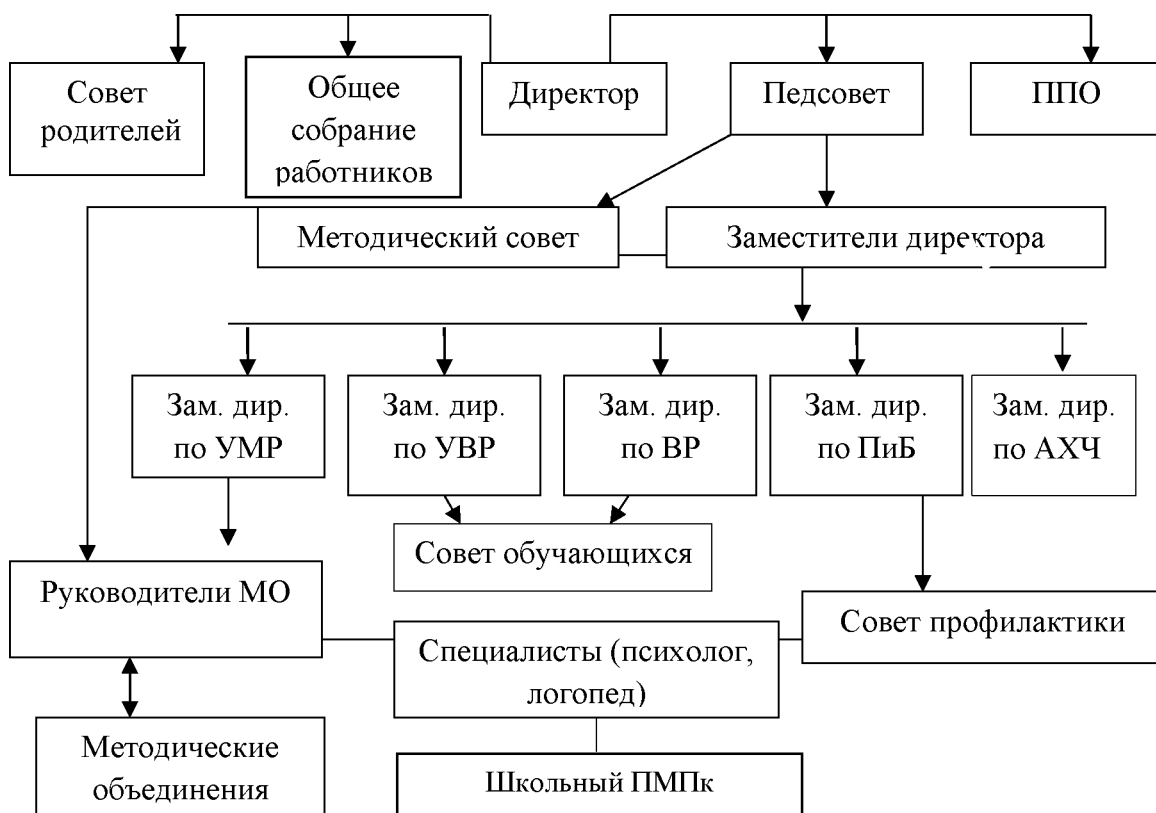 Совет
родителей
Общее
собрание
работников
Директор
Педсовет
ППО
Методический совет
Заместители директора
Зам. дир.
по УМР
Зам. дир.
по УВР
Зам. дир.
по ВР
Зам. дир.
по ПиБ
Зам. дир.
по АХЧ
Совет обучающихся
Руководители МО
Совет профилактики
Специалисты (психолог,
логопед)
Методические
объединения
Школьный ПМПк